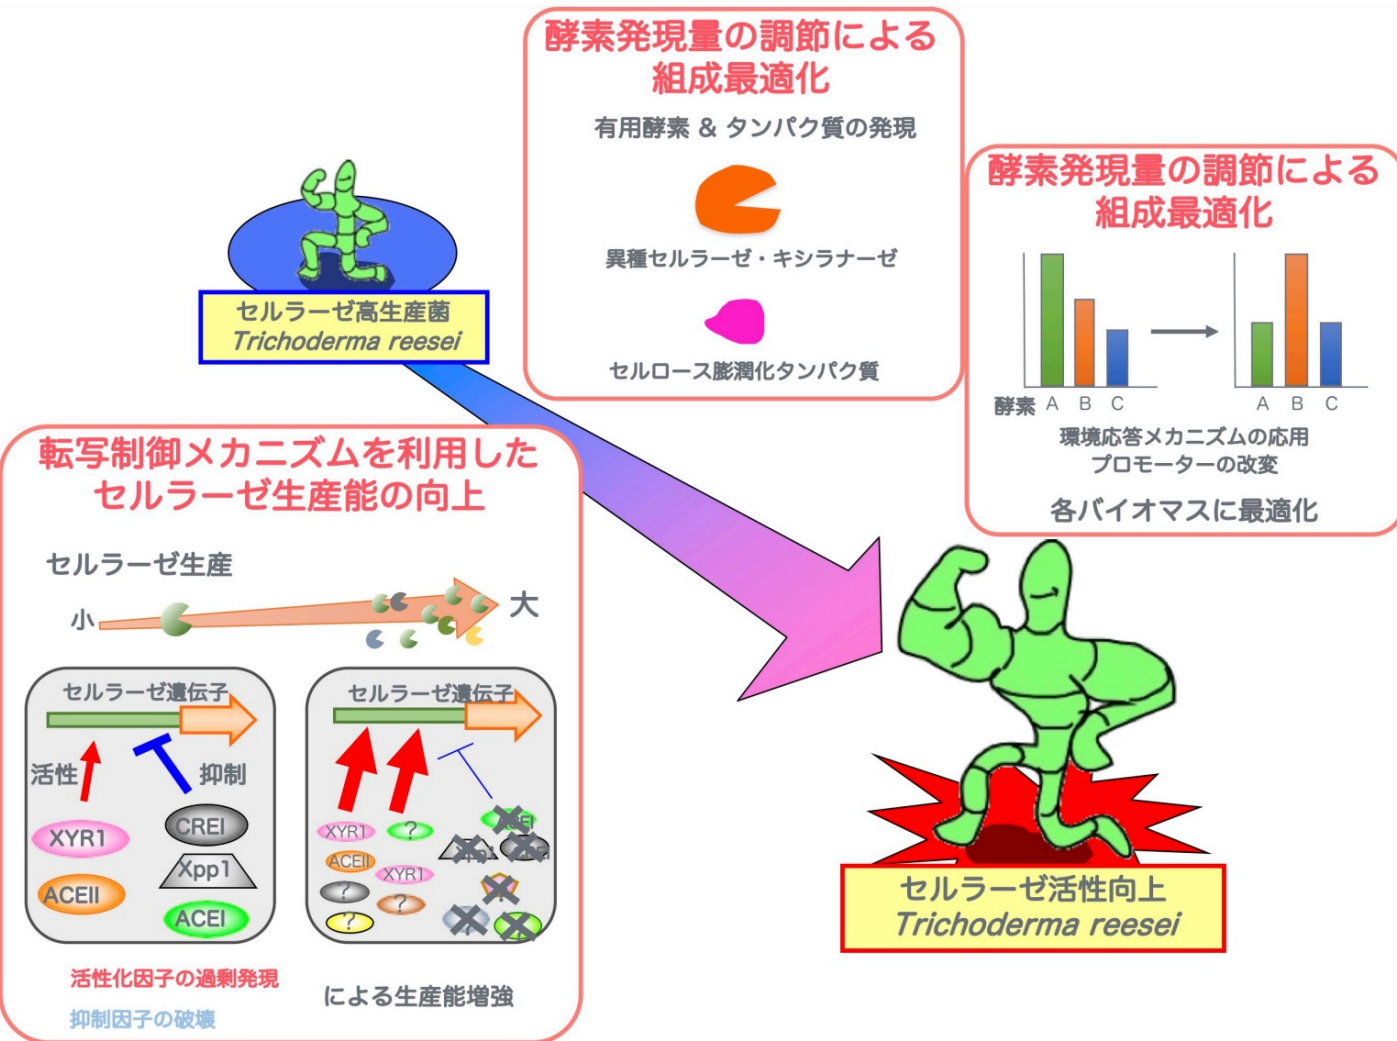 酵素発現量の調節による
組成最適化
有用酵素 & タンパク質の発現
異種セルラーゼ・キシラナーゼ
セルロース膨潤化タンパク質
酵素発現量の調節による
組成最適化
酵素 A B C
A B C
環境応答メカニズムの応用
プロモーターの改変
各バイオマスに最適化
セルラーゼ高生産菌
Trichoderma reesei
転写制御メカニズムを利用した
セルラーゼ生産能の向上
セルラーゼ生産
小
大
セルラーゼ遺伝子
活性
抑制
XYR1
ACEII
CREI
Xpp1
ACEI
セルラーゼ遺伝子
XYR1
?
ACEII
XYR1
?
?
?
活性化因子の過剰発現
抑制因子の破壊
による生産能増強
セルラーゼ活性向上
Trichoderma reesei